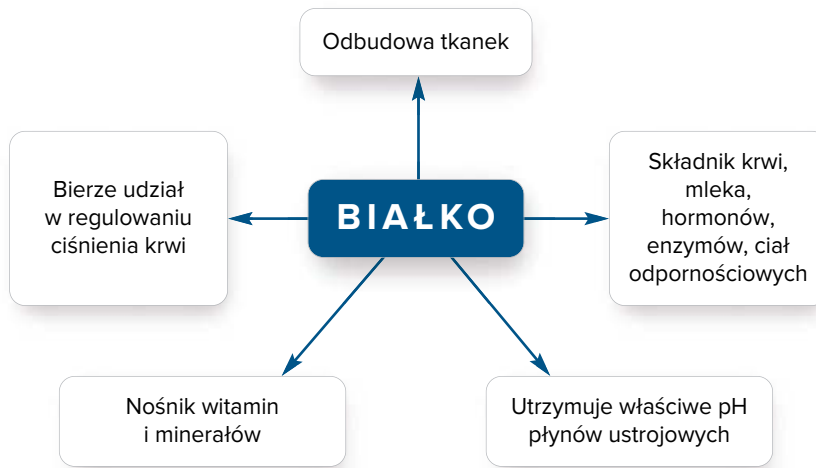 Odbudowa tkanek
Bierze udział
w regulowaniu
ciśnienia krwi
BIAŁKO
Składnik krwi,
mleka,
hormonów,
enzymów, ciał
odpornościowych
Nośnik witamin
i minerałów
Utrzymuje właściwe pH
płynów ustrojowych